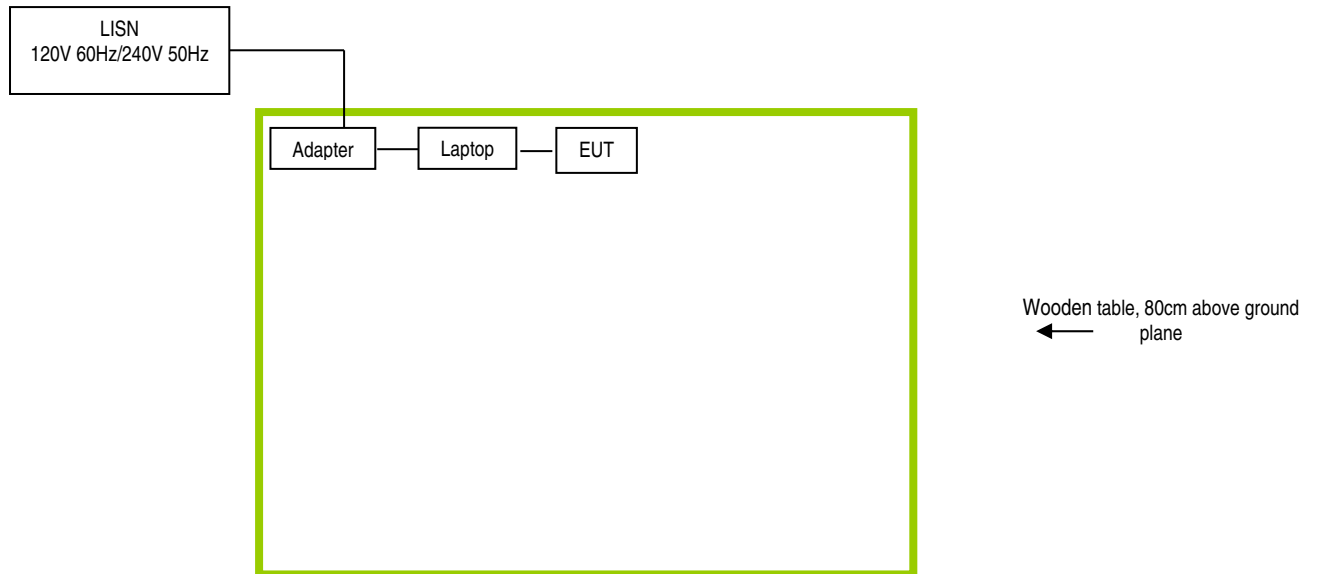 LISN
120V 60Hz/240V 50Hz
Adapter
Laptop
EUT
Wooden table, 80cm above ground
plane